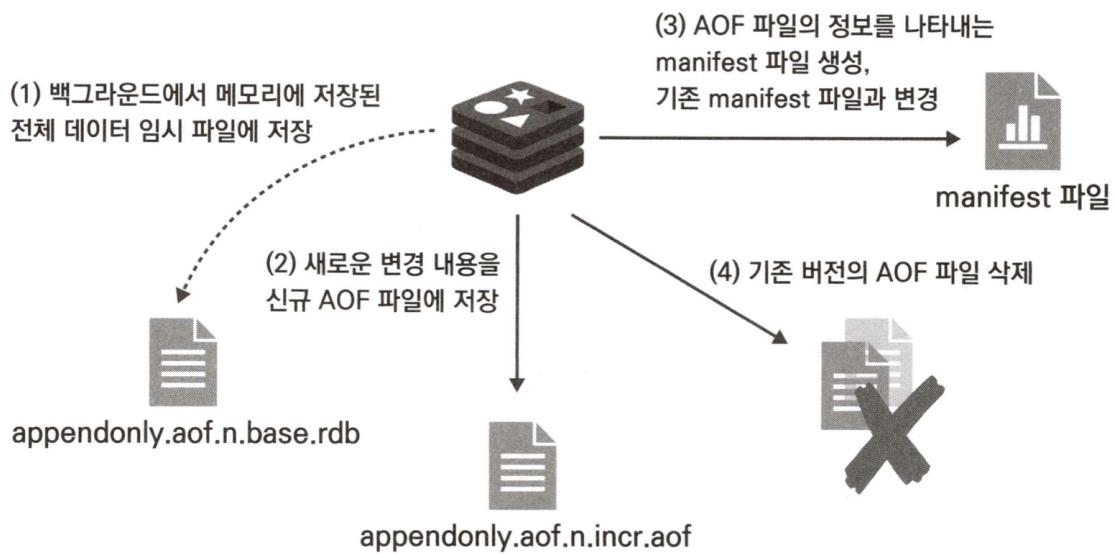 (1) 백그라운드에서 메모리에 저장된
전체 데이터 임시 파일에 저장
(3) AOF 파일의 정보를 나타내는
manifest 파일 생성,
기존 manifest 파일과 변경
manifest 파일
(2) 새로운 변경 내용을
신규 AOF 파일에 저장
(4) 기존 버전의 AOF 파일 삭제
appendonly.aof.n.base.rdb
appendonly.aof.n.incr.aof